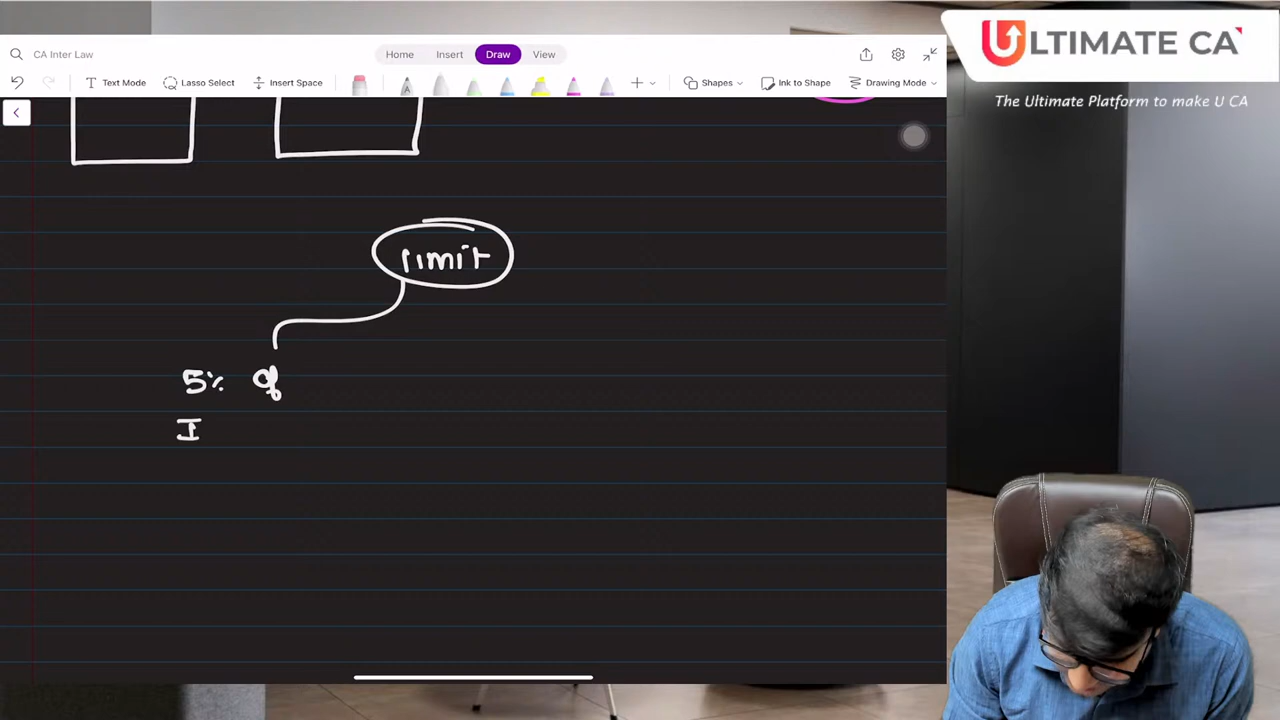 CA Inter Law
Home Insert Draw View
Text Mode Lasso Select Insert Space Shapes Ink to Shape Drawing Mode
ULTIMATE CA
The Ultimate Platform to make U CA
limit
5% of
I